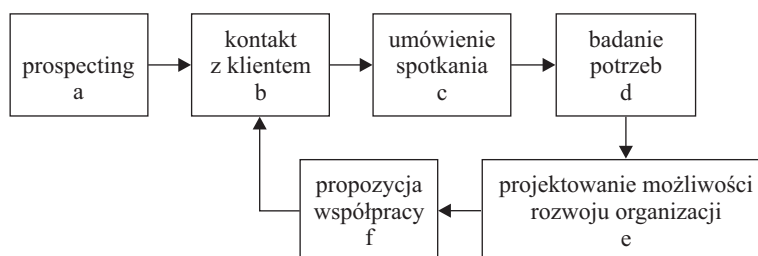 prospecting
a
kontakt
z klientem
b
umówienie
spotkania
c
badanie
potrzeb
d
propozycja
współpracy
f
projektowanie możliwości
rozwoju organizacji
e